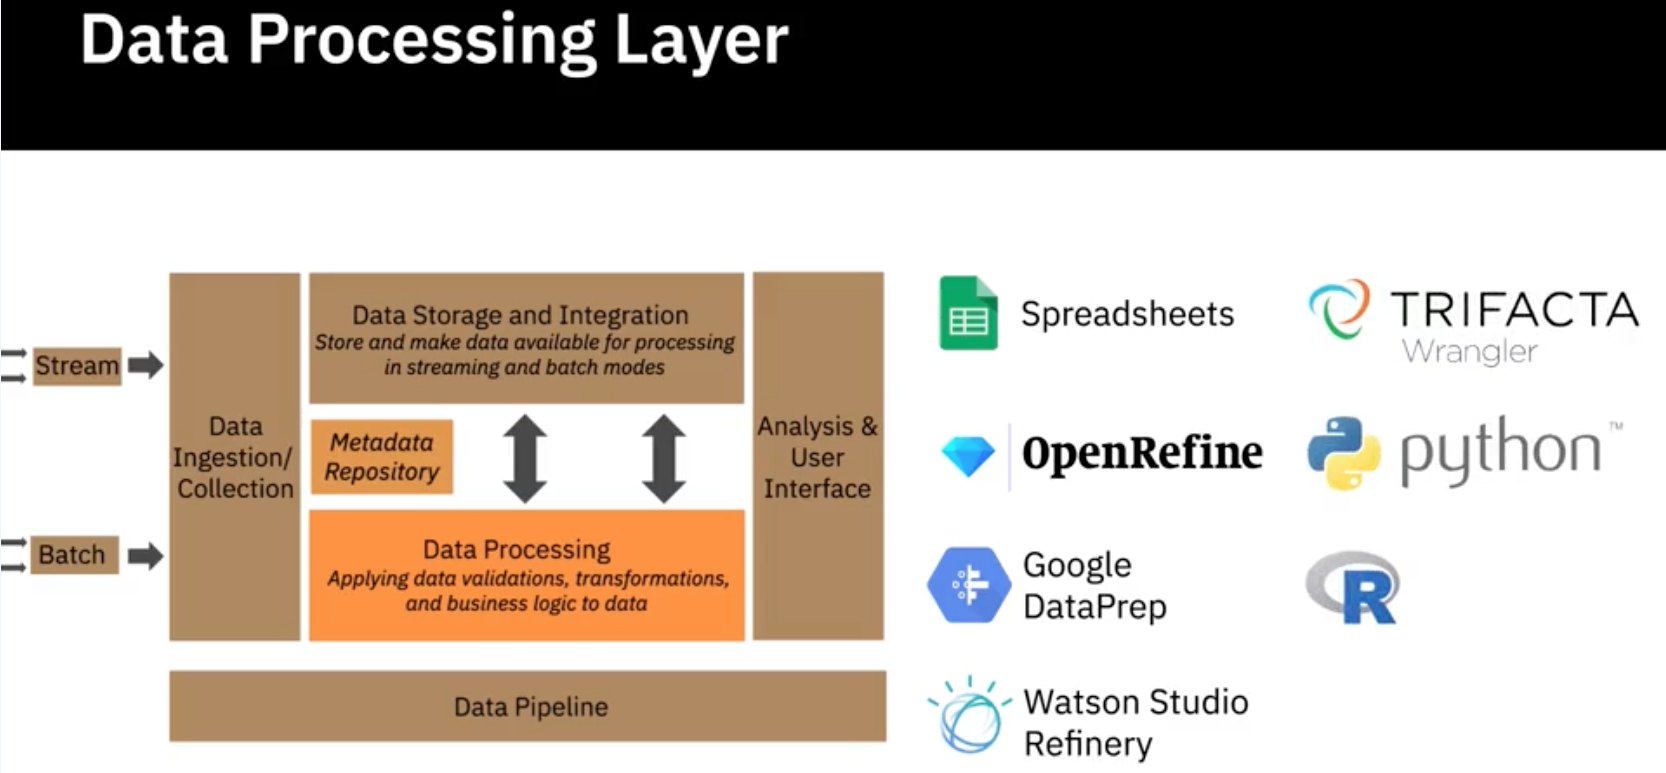 Data Processing Layer
Stream
Batch
Data
Ingestion/
Collection
Data Storage and Integration
Store and make data available for processing
in streaming and batch modes
Metadata
Repository
Data Processing
Applying data validations, transformations,
and business logic to data
Analysis &
User
Interface
Data Pipeline
Spreadsheets
TRIFACTA
Wrangler
OpenRefine
python™
Google
DataPrep
R
Watson Studio
Refinery